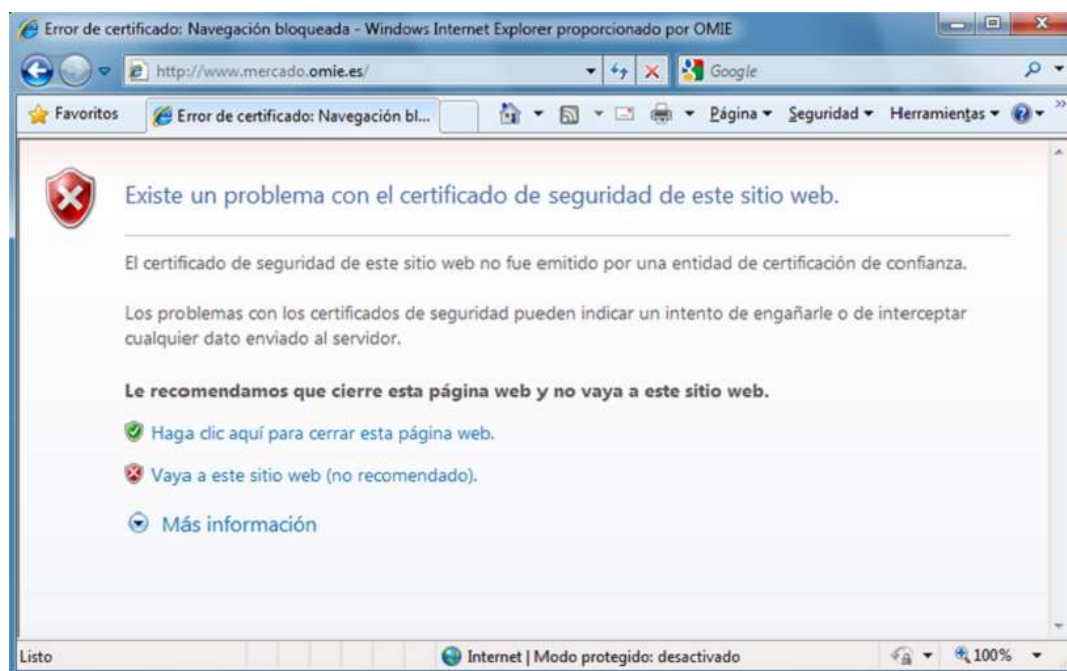 Error de certificado: Navegación bloqueada - Windows Internet Explorer proporcionado por OMIE
http://www.mercado.omie.es/
Google
Favoritos
Error de certificado: Navegación bl...
Página
Seguridad
Herramientas
Existe un problema con el certificado de seguridad de este sitio web.
El certificado de seguridad de este sitio web no fue emitido por una entidad de certificación de confianza.
Los problemas con los certificados de seguridad pueden indicar un intento de engañarle o de interceptar
cualquier dato enviado al servidor.
Le recomendamos que cierre esta página web y no vaya a este sitio web.
Haga clic aquí para cerrar esta página web.
Vaya a este sitio web (no recomendado).
Más información
Listo
Internet | Modo protegido: desactivado
100%